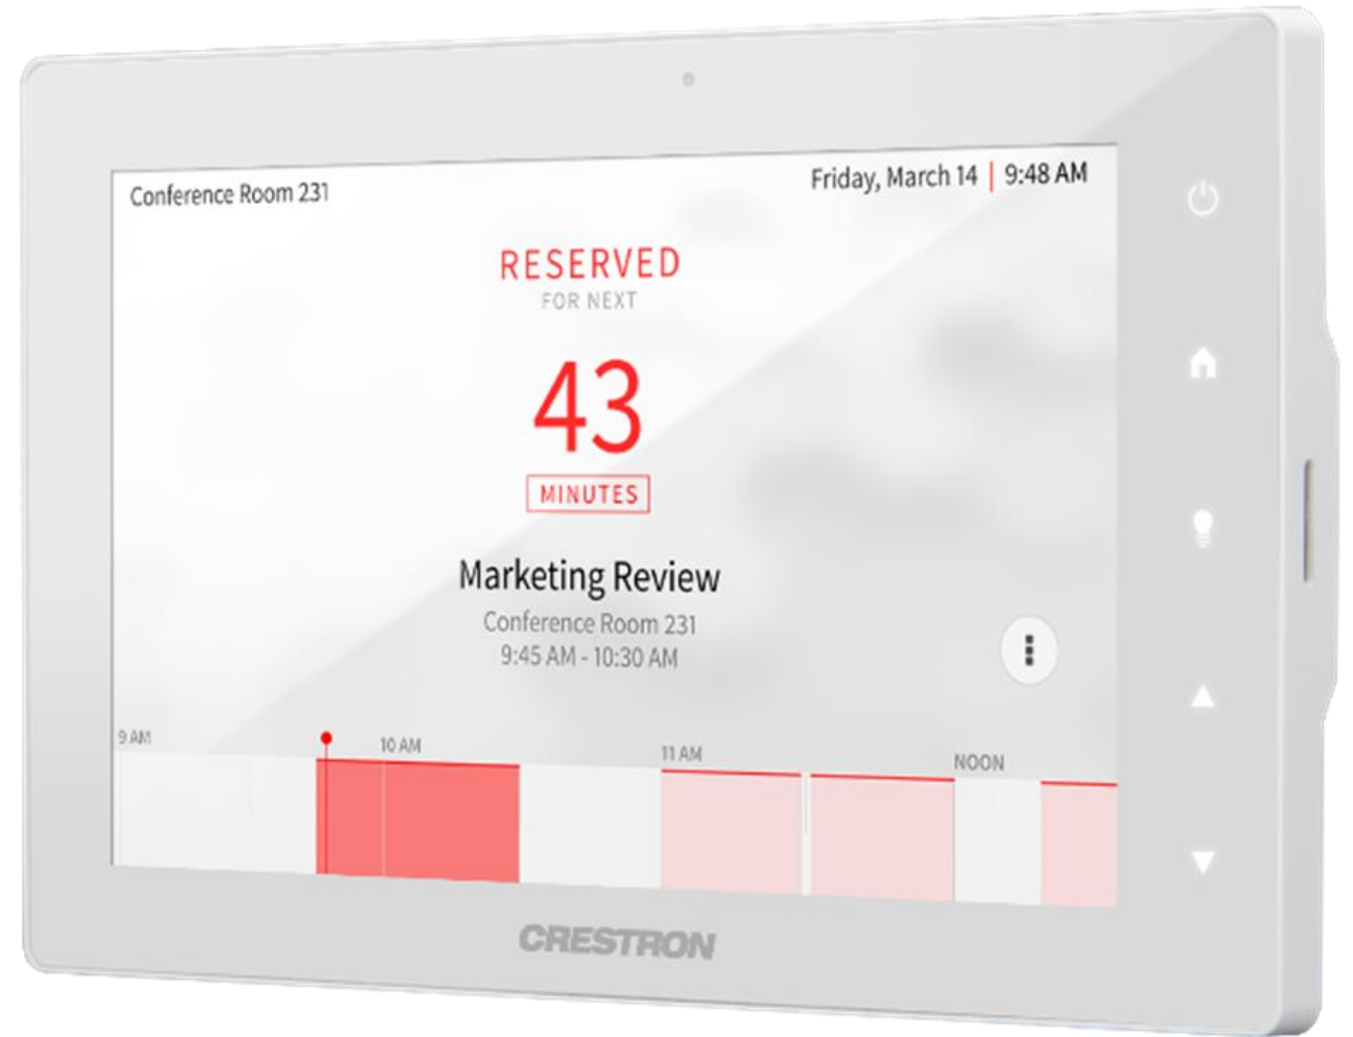 Conference Room 231
Friday, March 14 | 9:48 AM
RESERVED
FOR NEXT
43
MINUTES
Marketing Review
Conference Room 231
9:45 AM - 10:30 AM
9 AM
10 AM
11 AM
NOON
CRESTRON